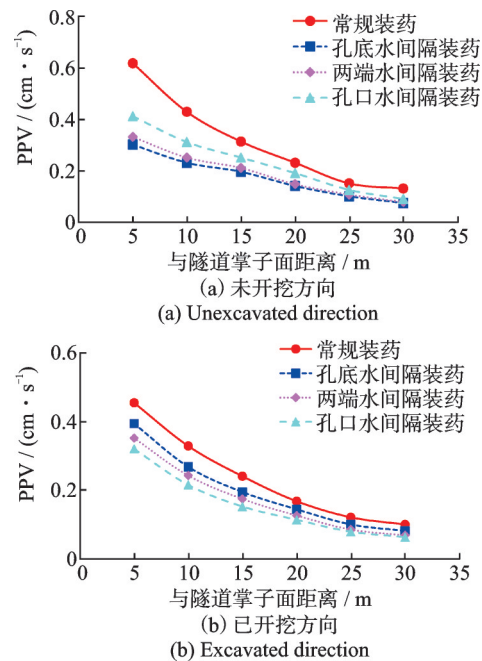 0.8
0.6
0.4
0.2
0
PPV / (cm·s⁻¹)
常规装药
孔底水间隔装药
两端水间隔装药
孔口水间隔装药
0 5 10 15 20 25 30 35
与隧道掌子面距离 / m
(a) 未开挖方向
(a) Unexcavated direction
0.6
0.4
0.2
0
PPV / (cm·s⁻¹)
常规装药
孔底水间隔装药
两端水间隔装药
孔口水间隔装药
0 5 10 15 20 25 30 35
与隧道掌子面距离 / m
(b) 已开挖方向
(b) Excavated direction